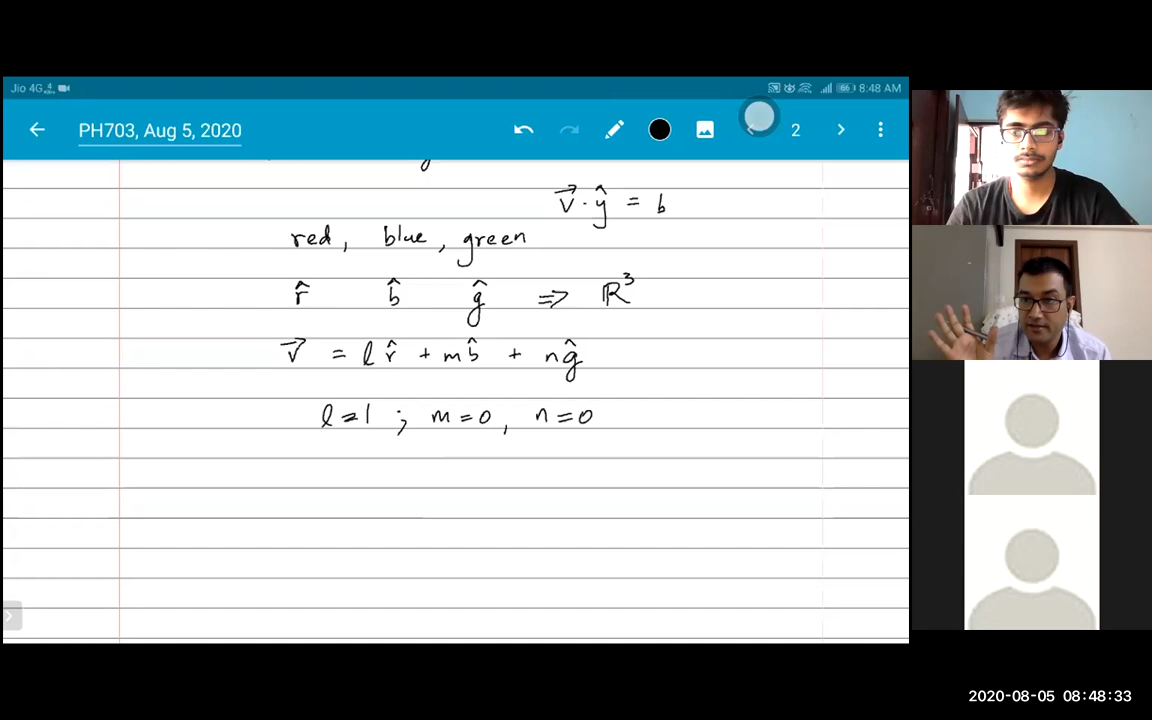 Jio 4G 8:48 AM
66
PH703, Aug 5, 2020
2
v⃗ · ŷ = b
red, blue, green
r̂ b̂ ĝ ⇒ ℝ³
v⃗ = l r̂ + m b̂ + n ĝ
l = 1 ; m = 0, n = 0
2020-08-05 08:48:33